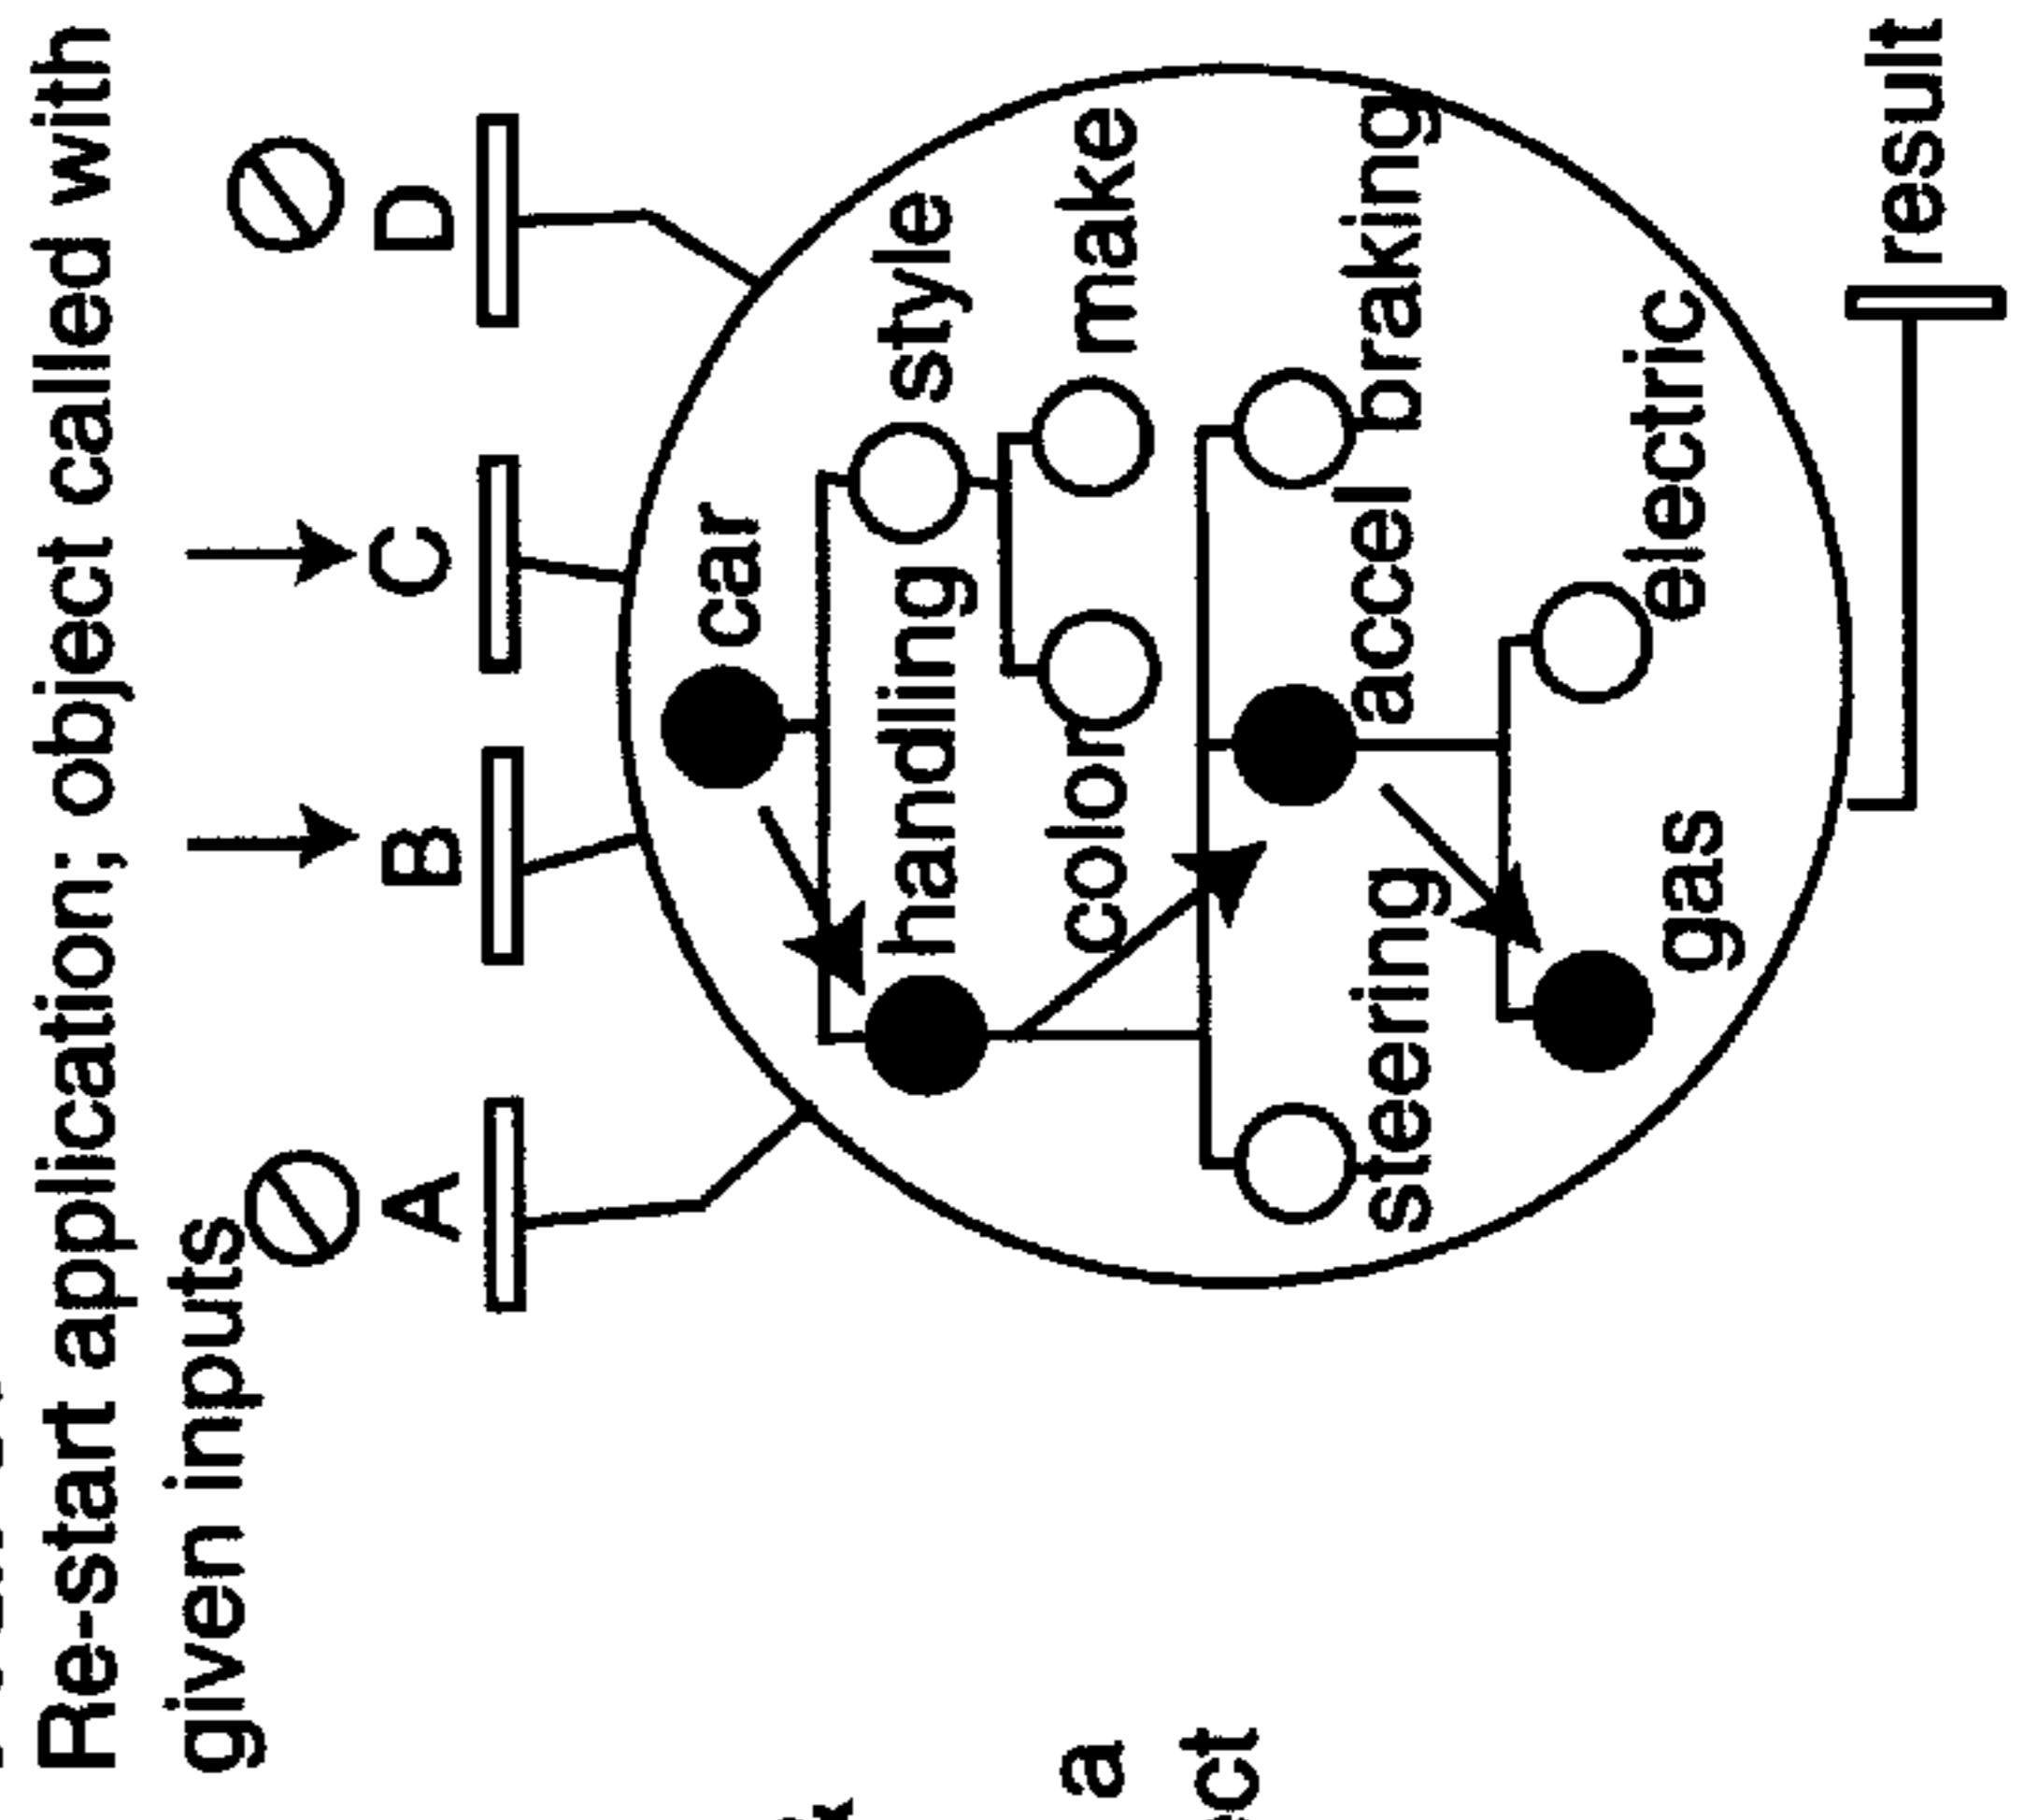 Re-start application; object called with
given inputs
A B C D
car
handling style
color make
steering accel braking
gas electric
result
a